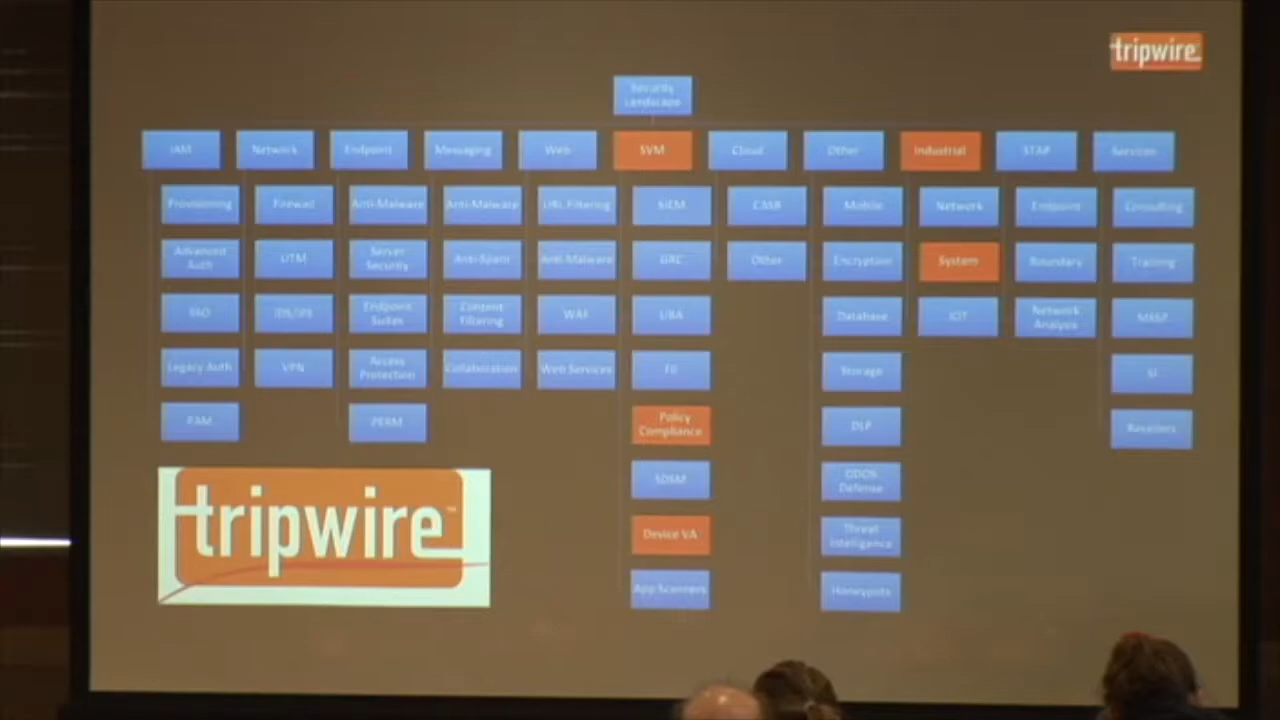 tripwire
Security
Landscape
IAM
Network
Endpoint
Messaging
Web
SVM
Cloud
Other
Industrial
STAP
Services
Provisioning
Firewall
Anti-Malware
Anti-Malware
URL Filtering
SIEM
CASB
Mobile
Network
Endpoint
Consulting
Advanced
Auth
UTM
Server
Security
Anti-Spam
Anti-Malware
GRC
Other
Encryption
System
Boundary
Training
SSO
IDS/IPS
Endpoint
Suites
Content
Filtering
WAF
UBA
Database
IOT
Network
Analysis
MSSP
Legacy Auth
VPN
Access
Protection
Collaboration
Web Services
Storage
SI
PAM
PERM
Policy
Compliance
DLP
Resellers
tripwire™
DDOS
Defense
Device VA
Threat
Intelligence
App Scanners
Honeypots